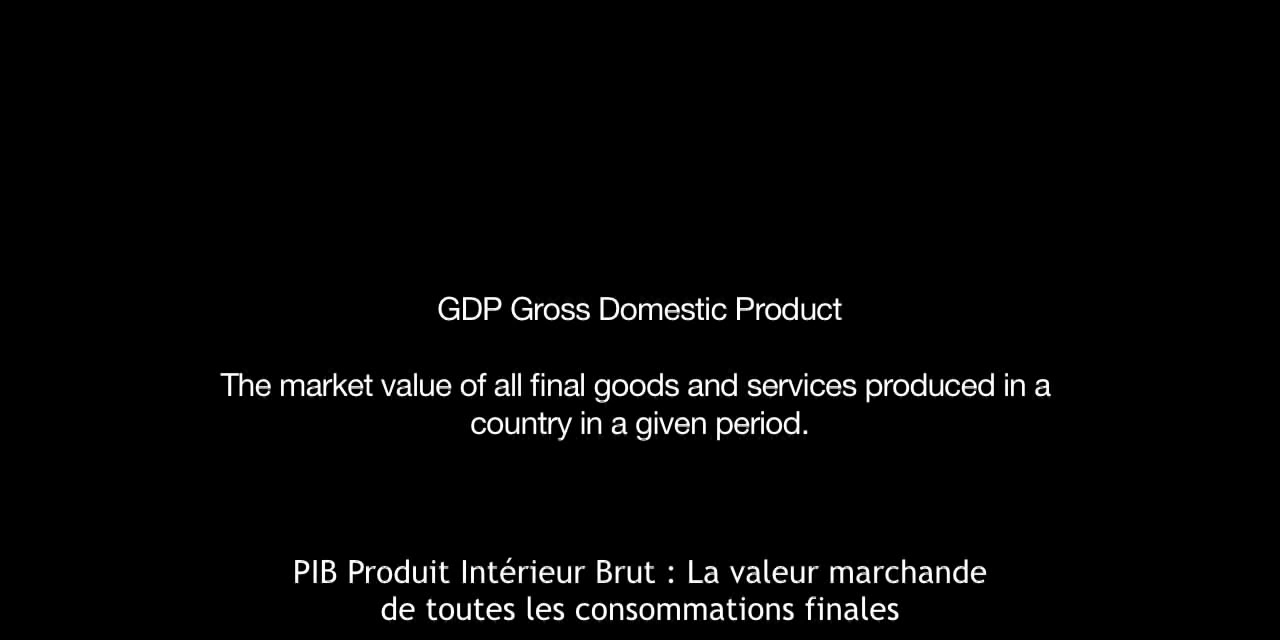 GDP Gross Domestic Product
The market value of all final goods and services produced in a
country in a given period.
PIB Produit Intérieur Brut : La valeur marchande
de toutes les consommations finales